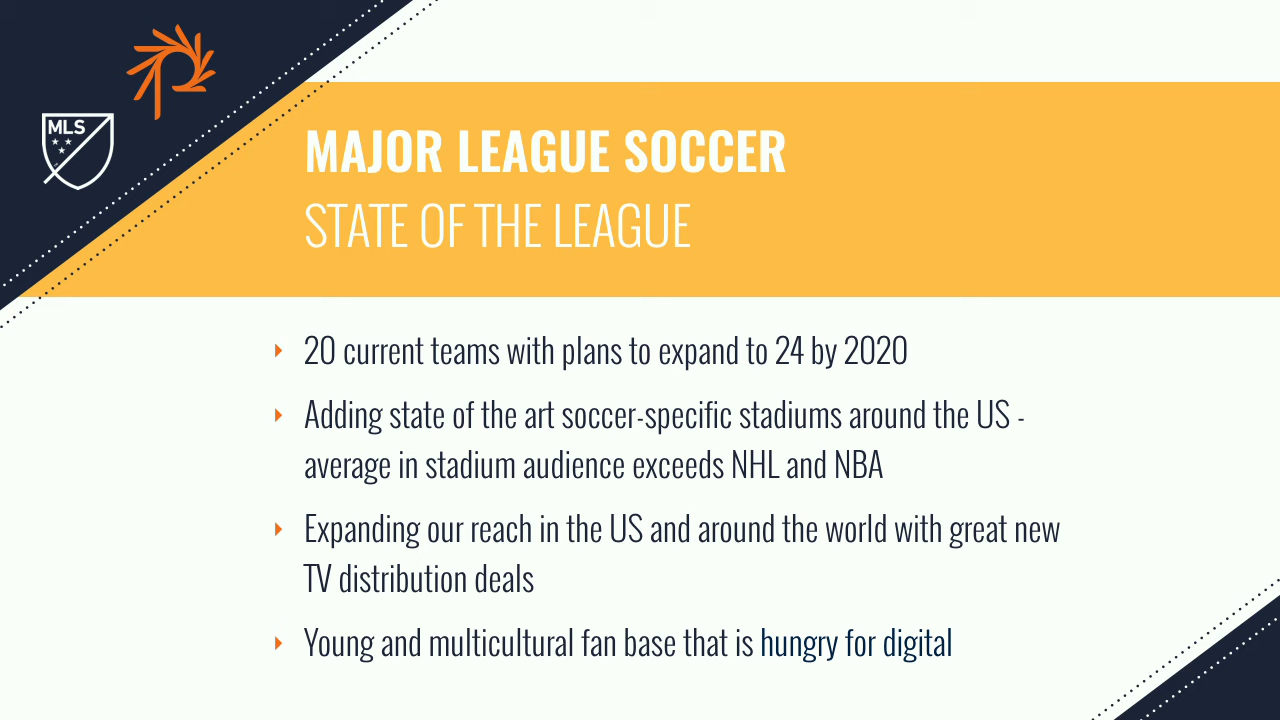 MLS
MAJOR LEAGUE SOCCER
STATE OF THE LEAGUE
20 current teams with plans to expand to 24 by 2020
Adding state of the art soccer-specific stadiums around the US -
average in stadium audience exceeds NHL and NBA
Expanding our reach in the US and around the world with great new
TV distribution deals
Young and multicultural fan base that is hungry for digital